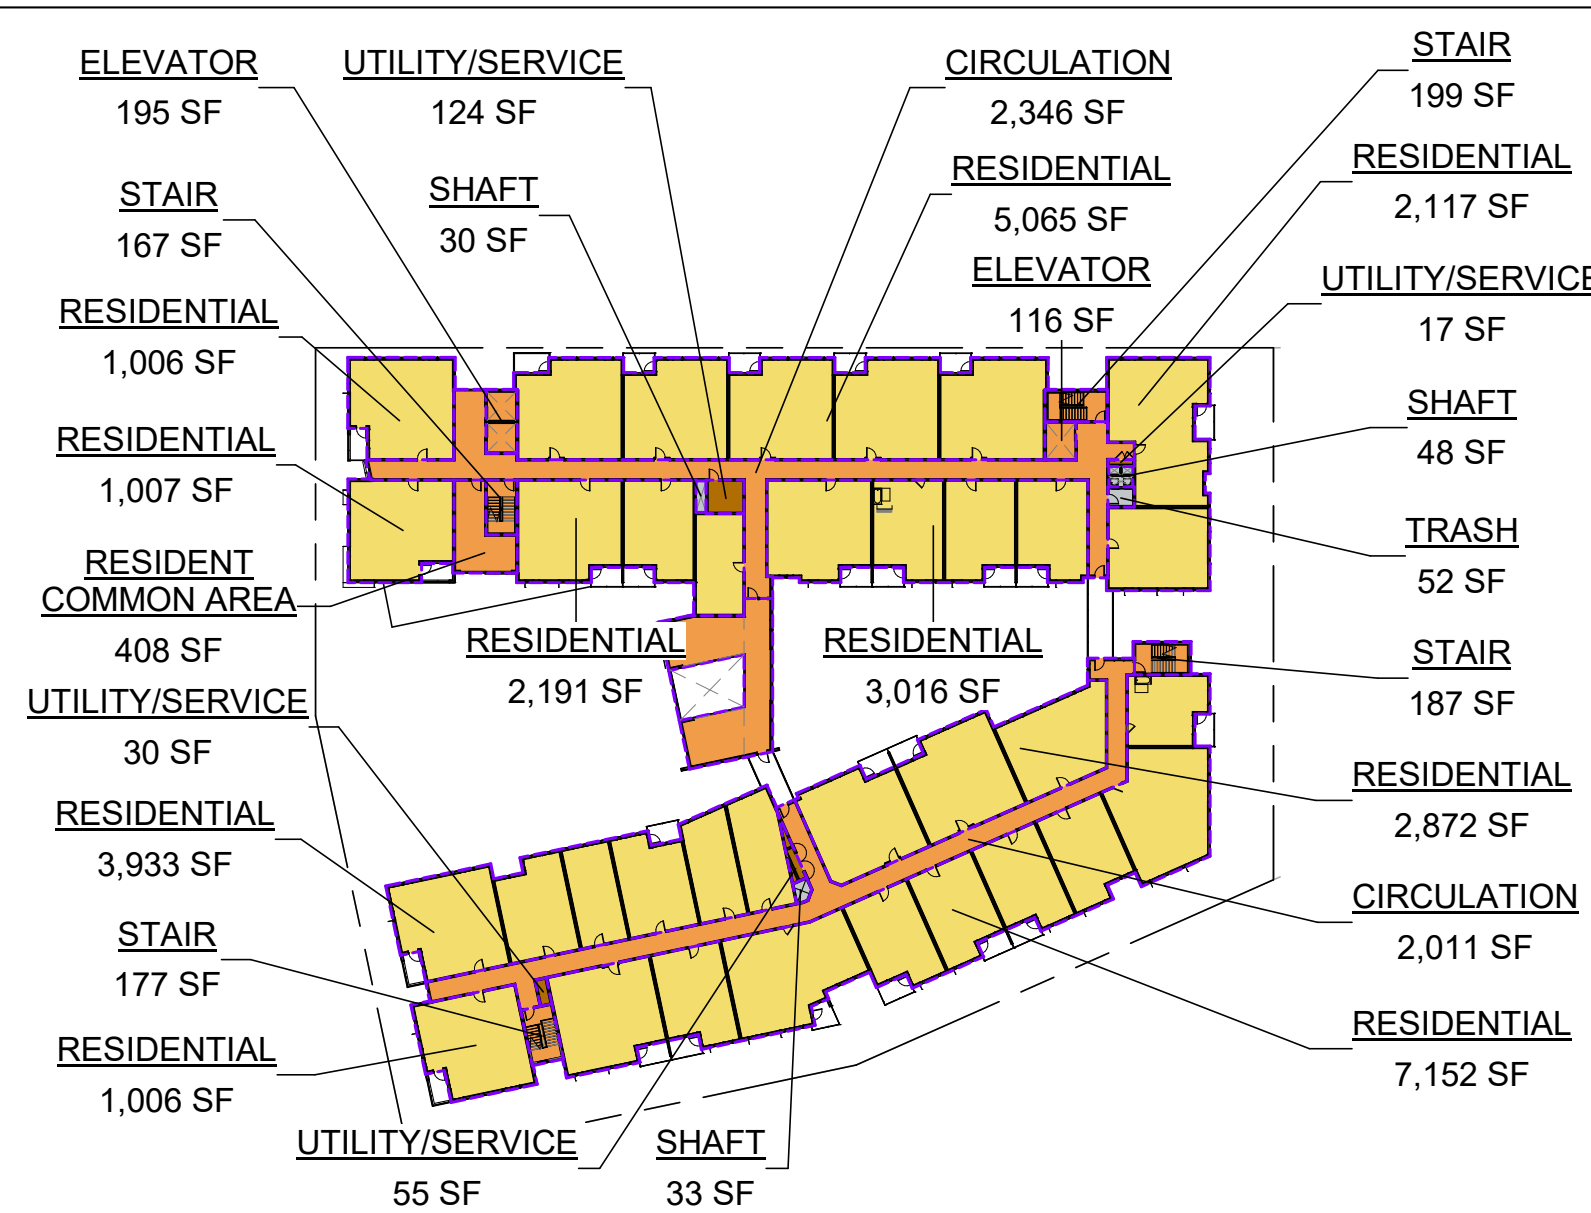 ELEVATOR
195 SF
UTILITY/SERVICE
124 SF
CIRCULATION
2,346 SF
STAIR
199 SF
STAIR
167 SF
SHAFT
30 SF
RESIDENTIAL
5,065 SF
RESIDENTIAL
2,117 SF
ELEVATOR
116 SF
UTILITY/SERVICE
17 SF
RESIDENTIAL
1,006 SF
RESIDENTIAL
1,007 SF
SHAFT
48 SF
TRASH
52 SF
RESIDENT
COMMON AREA
408 SF
RESIDENTIAL
2,191 SF
RESIDENTIAL
3,016 SF
STAIR
187 SF
UTILITY/SERVICE
30 SF
RESIDENTIAL
3,933 SF
RESIDENTIAL
2,872 SF
STAIR
177 SF
CIRCULATION
2,011 SF
RESIDENTIAL
1,006 SF
RESIDENTIAL
7,152 SF
UTILITY/SERVICE
55 SF
SHAFT
33 SF